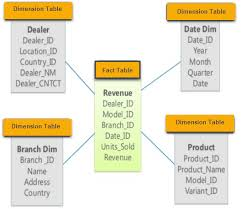 Dimension Table
Dealer
Dealer_ID
Location_ID
Country_ID
Dealer_NM
Dealer_CNTCT
Dimension Table
Date Dim
Date_ID
Year
Month
Quarter
Date
Fact Table
Revenue
Dealer_ID
Model_ID
Branch_ID
Date_ID
Units_Sold
Revenue
Dimension Table
Branch Dim
Branch _ID
Name
Address
Country
Dimension Table
Product
Product_ID
Product_Name
Model_ID
Variant_ID